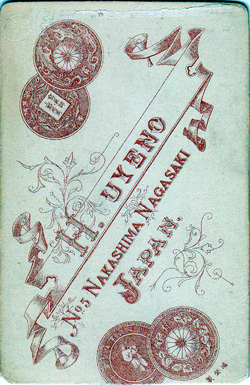 H. UYENO
No. 5 NAKASHIMA NAGASAKI
JAPAN.